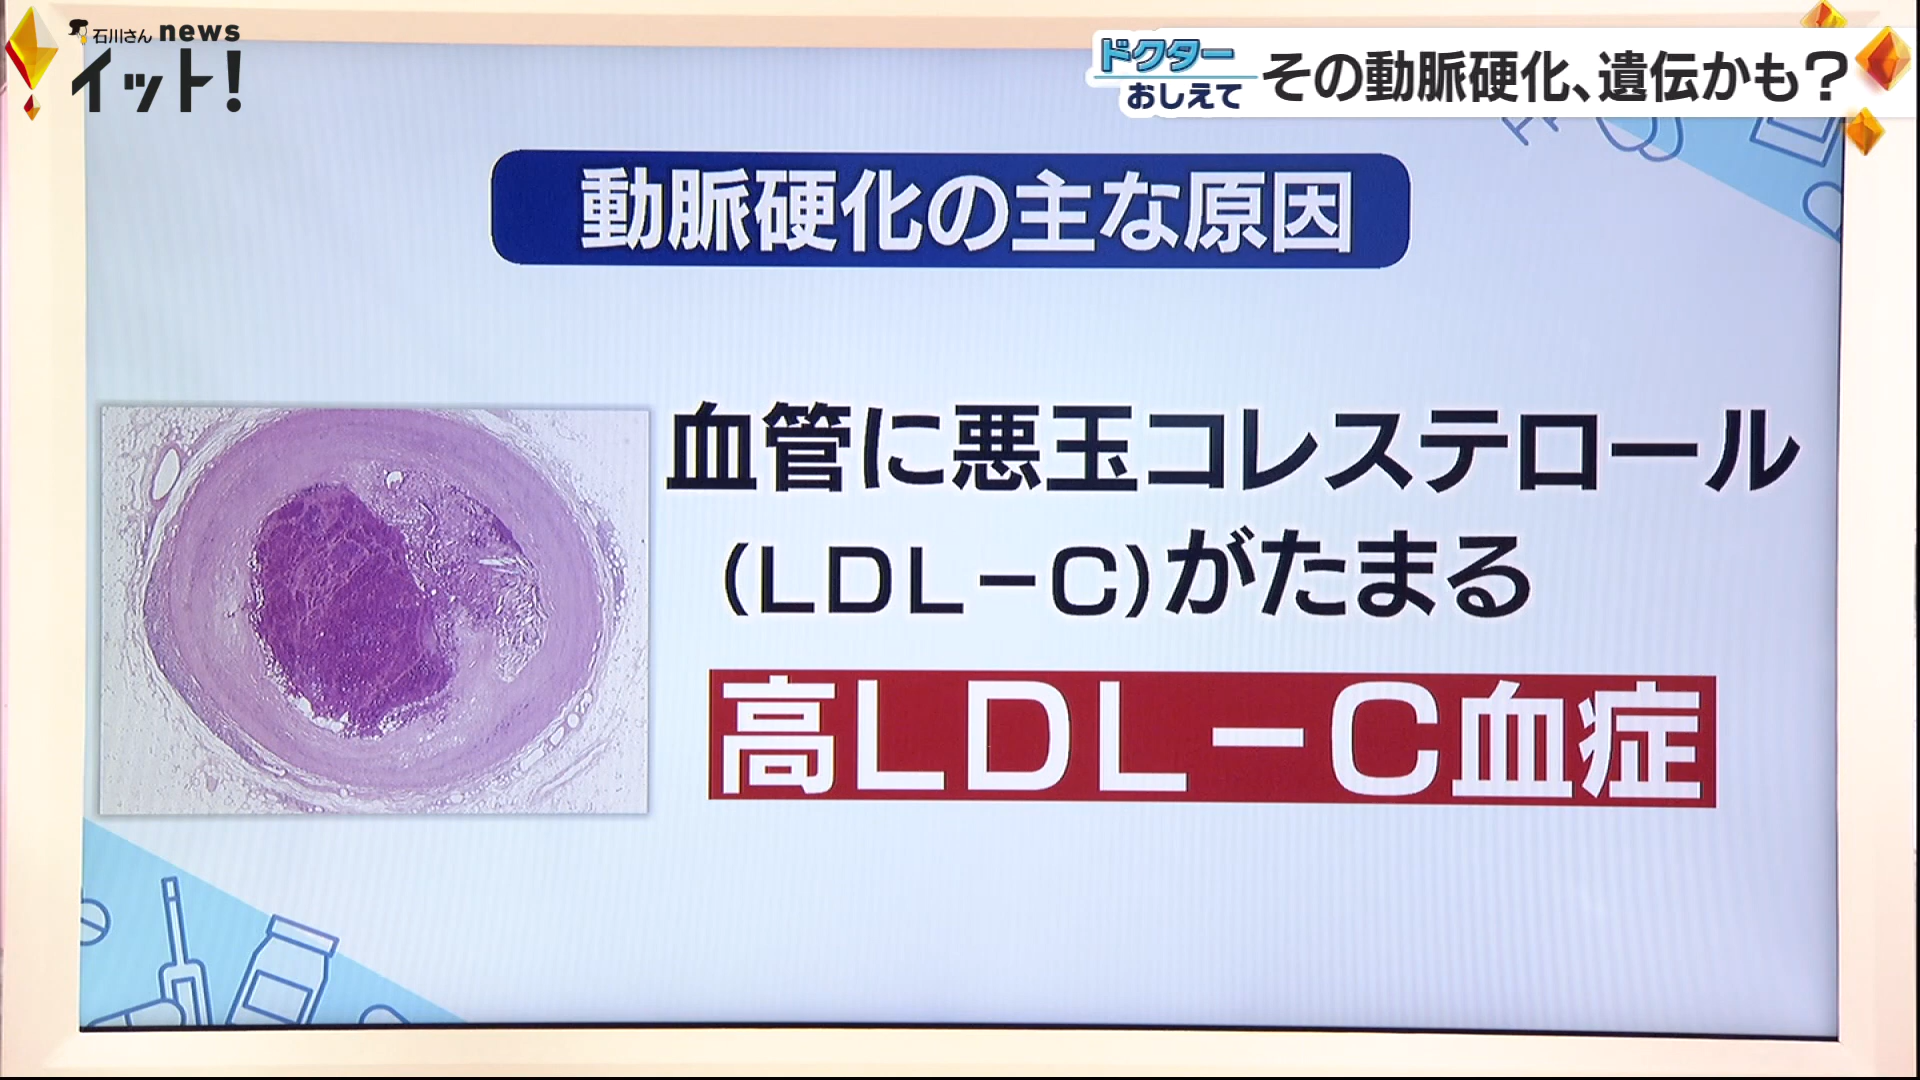 石川さん news
イット!
ドクター
おしえて
その動脈硬化、遺伝かも?
動脈硬化の主な原因
血管に悪玉コレステロール
(LDL-C)がたまる
高LDL-C血症